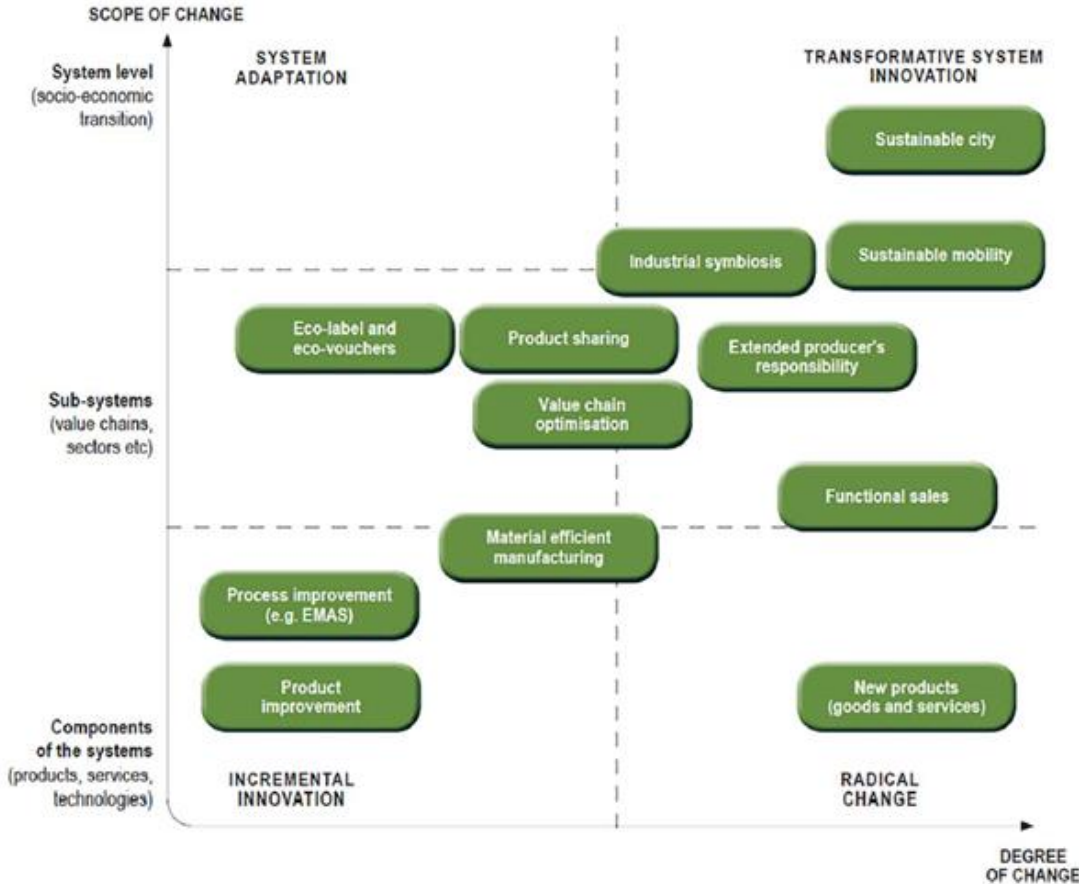 SCOPE OF CHANGE
SYSTEM
ADAPTATION
TRANSFORMATIVE SYSTEM
INNOVATION
System level
(socio-economic
transition)
Sustainable city
Industrial symbiosis
Sustainable mobility
Eco-label and
eco-vouchers
Product sharing
Extended producer's
responsibility
Sub-systems
(value chains,
sectors etc)
Value chain
optimisation
Functional sales
Material efficient
manufacturing
Process improvement
(e.g. EMAS)
Product
improvement
New products
(goods and services)
Components
of the systems
(products, services,
technologies)
INCREMENTAL
INNOVATION
RADICAL
CHANGE
DEGREE
OF CHANGE